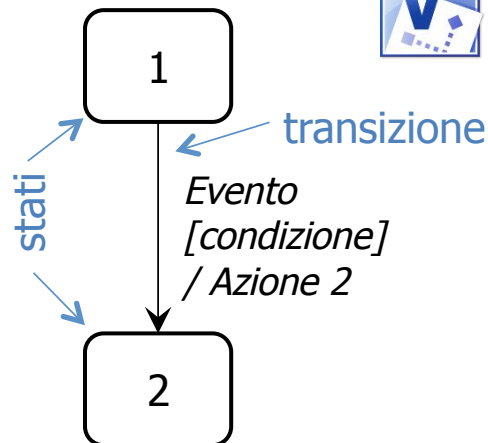 V
1
transizione
stati
Evento
[condizione]
/ Azione 2
2